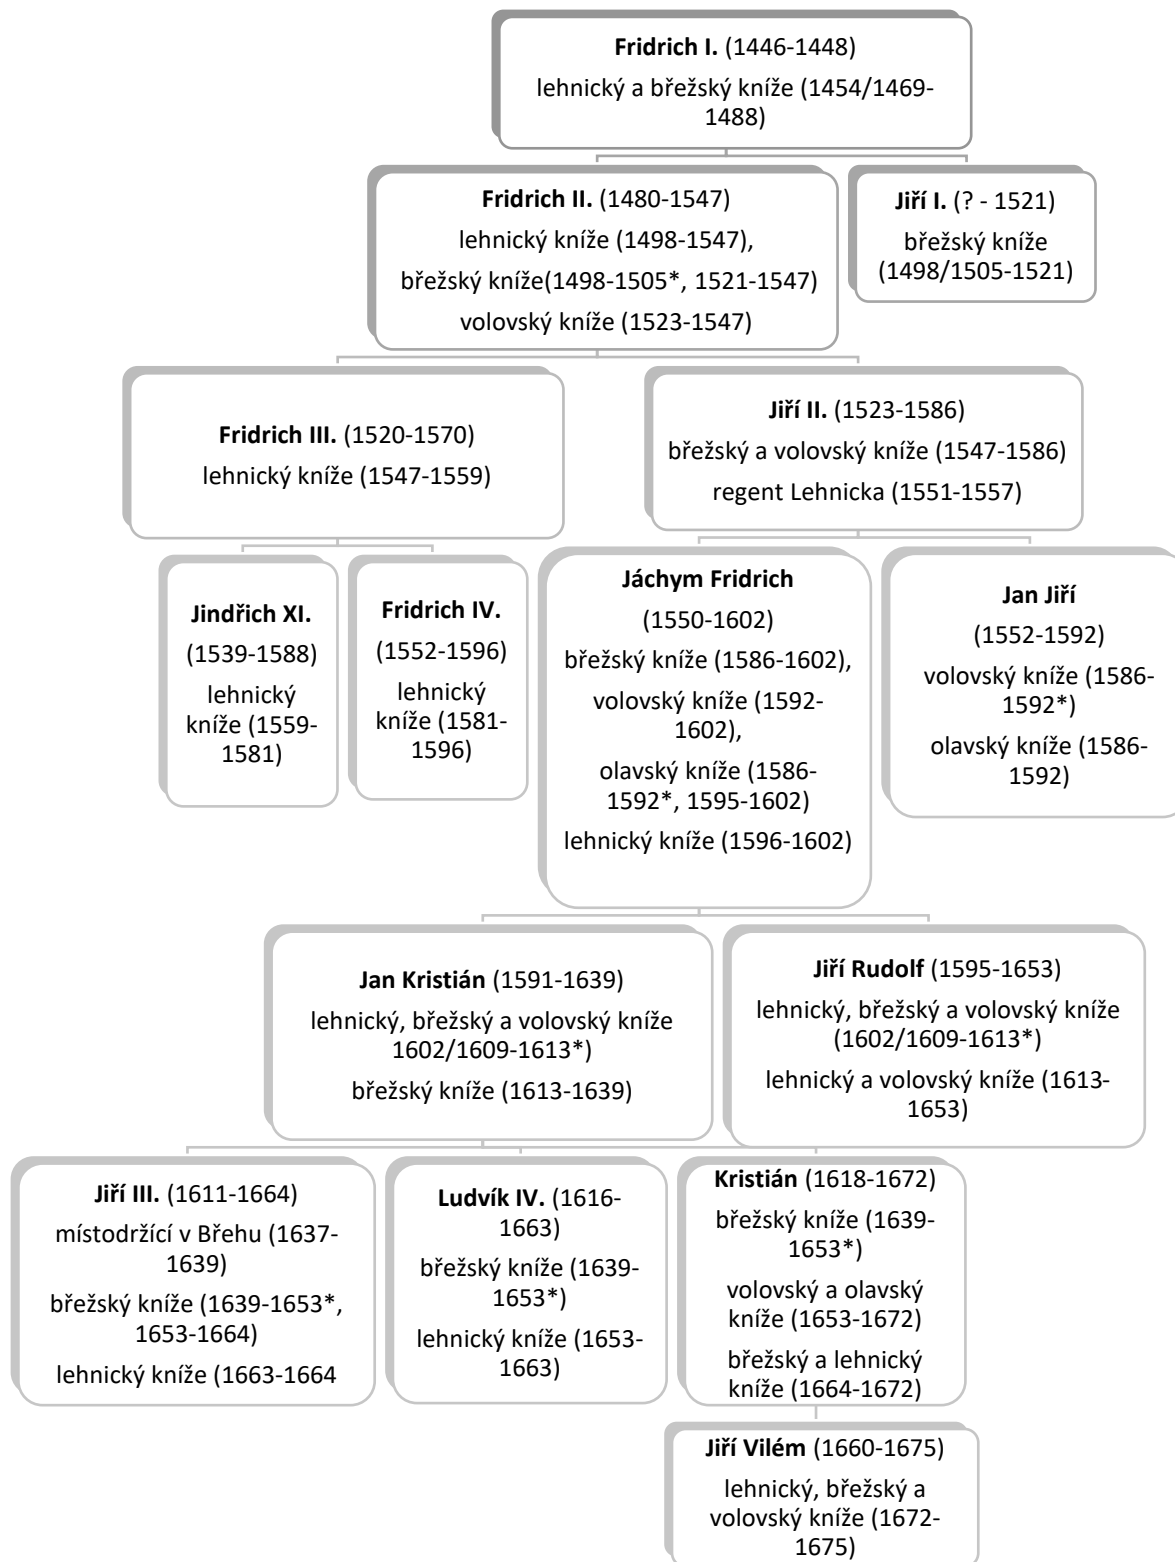 Fridrich I. (1446-1448)
lehnický a břežský kníže (1454/1469-
1488)
Fridrich II. (1480-1547)
lehnický kníže (1498-1547),
břežský kníže(1498-1505*, 1521-1547)
volovský kníže (1523-1547)
Jiří I. (? - 1521)
břežský kníže
(1498/1505-1521)
Fridrich III. (1520-1570)
lehnický kníže (1547-1559)
Jiří II. (1523-1586)
břežský a volovský kníže (1547-1586)
regent Lehnicka (1551-1557)
Jindřich XI.
(1539-1588)
lehnický
kníže (1559-
1581)
Fridrich IV.
(1552-1596)
lehnický
kníže (1581-
1596)
Jáchym Fridrich
(1550-1602)
břežský kníže (1586-1602),
volovský kníže (1592-
1602),
olavský kníže (1586-
1592*, 1595-1602)
lehnický kníže (1596-1602)
Jan Jiří
(1552-1592)
volovský kníže (1586-
1592*)
olavský kníže (1586-
1592)
Jan Kristián (1591-1639)
lehnický, břežský a volovský kníže
1602/1609-1613*)
břežský kníže (1613-1639)
Jiří Rudolf (1595-1653)
lehnický, břežský a volovský kníže
(1602/1609-1613*)
lehnický a volovský kníže (1613-
1653)
Jiří III. (1611-1664)
místodržící v Břehu (1637-
1639)
břežský kníže (1639-1653*,
1653-1664)
lehnický kníže (1663-1664
Ludvík IV. (1616-
1663)
břežský kníže (1639-
1653*)
lehnický kníže (1653-
1663)
Kristián (1618-1672)
břežský kníže (1639-
1653*)
volovský a olavský
kníže (1653-1672)
břežský a lehnický
kníže (1664-1672)
Jiří Vilém (1660-1675)
lehnický, břežský a
volovský kníže (1672-
1675)